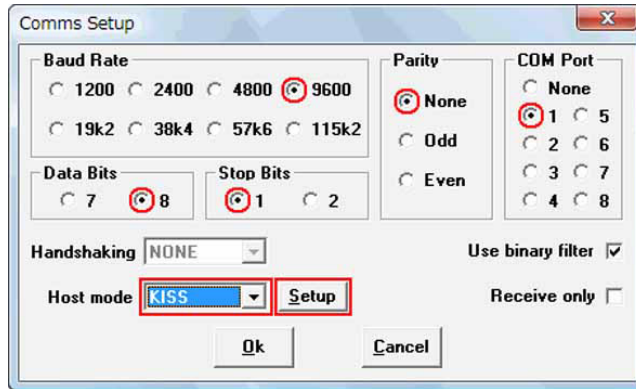 Comms Setup
Baud Rate
1200 2400 4800 9600
19k2 38k4 57k6 115k2
Parity
None
Odd
Even
COM Port
None
1 5
2 6
3 7
4 8
Data Bits
7 8
Stop Bits
1 2
Handshaking NONE
Use binary filter
Host mode KISS Setup
Receive only
Ok Cancel